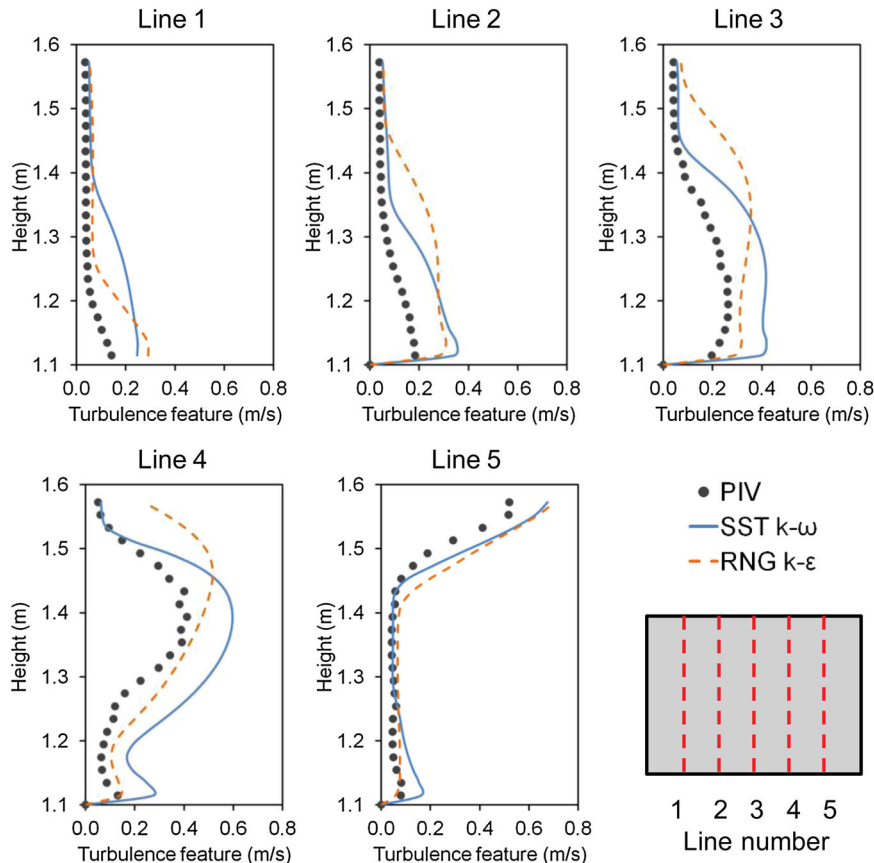 Line 1
Line 2
Line 3
1.6
1.5
1.4
1.3
1.2
1.1
Height (m)
0.0 0.2 0.4 0.6 0.8
Turbulence feature (m/s)
1.6
1.5
1.4
1.3
1.2
1.1
Height (m)
0.0 0.2 0.4 0.6 0.8
Turbulence feature (m/s)
1.6
1.5
1.4
1.3
1.2
1.1
Height (m)
0.0 0.2 0.4 0.6 0.8
Turbulence feature (m/s)
Line 4
Line 5
1.6
1.5
1.4
1.3
1.2
1.1
Height (m)
0.0 0.2 0.4 0.6 0.8
Turbulence feature (m/s)
1.6
1.5
1.4
1.3
1.2
1.1
Height (m)
0.0 0.2 0.4 0.6 0.8
Turbulence feature (m/s)
PIV
SST k-ω
RNG k-ε
1 2 3 4 5
Line number